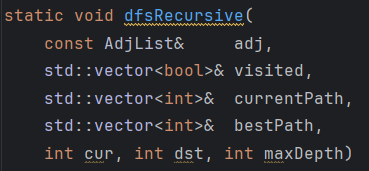 static void dfsRecursive(
    const AdjList&     adj,
    std::vector<bool>& visited,
    std::vector<int>&  currentPath,
    std::vector<int>&  bestPath,
    int cur, int dst, int maxDepth)